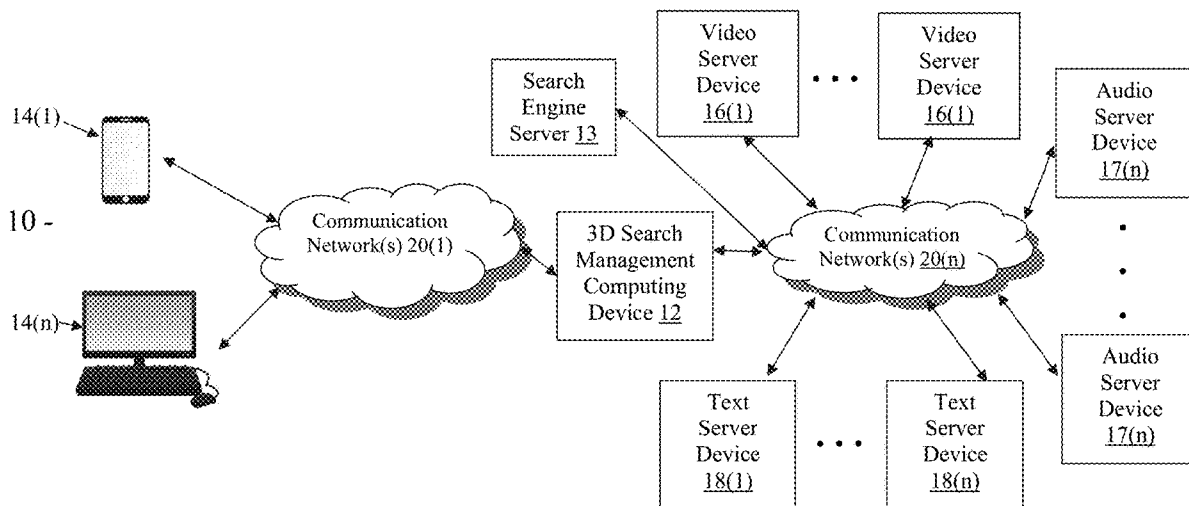 14(1)
10 -
14(n)
Communication
Network(s) 20(1)
Search
Engine
Server 13
3D Search
Management
Computing
Device 12
Video
Server
Device
16(1)
Video
Server
Device
16(1)
Communication
Network(s) 20(n)
Audio
Server
Device
17(n)
Audio
Server
Device
17(n)
Text
Server
Device
18(1)
Text
Server
Device
18(n)